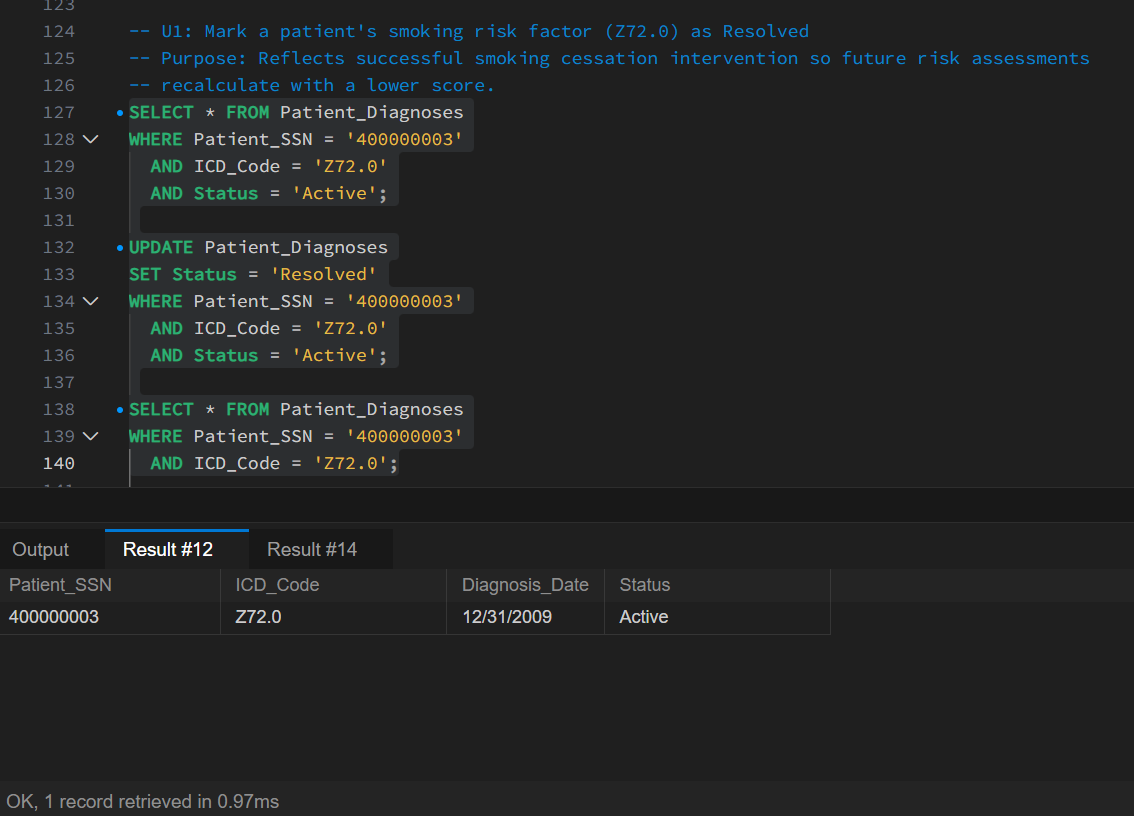 123
124 -- U1: Mark a patient's smoking risk factor (Z72.0) as Resolved
125 -- Purpose: Reflects successful smoking cessation intervention so future risk assessments
126 -- recalculate with a lower score.
127 SELECT * FROM Patient_Diagnoses
128 WHERE Patient_SSN = '400000003'
129 AND ICD_Code = 'Z72.0'
130 AND Status = 'Active';
131
132 UPDATE Patient_Diagnoses
133 SET Status = 'Resolved'
134 WHERE Patient_SSN = '400000003'
135 AND ICD_Code = 'Z72.0'
136 AND Status = 'Active';
137
138 SELECT * FROM Patient_Diagnoses
139 WHERE Patient_SSN = '400000003'
140 AND ICD_Code = 'Z72.0';
Output Result #12 Result #14
Patient_SSN ICD_Code Diagnosis_Date Status
400000003 Z72.0 12/31/2009 Active
OK, 1 record retrieved in 0.97ms